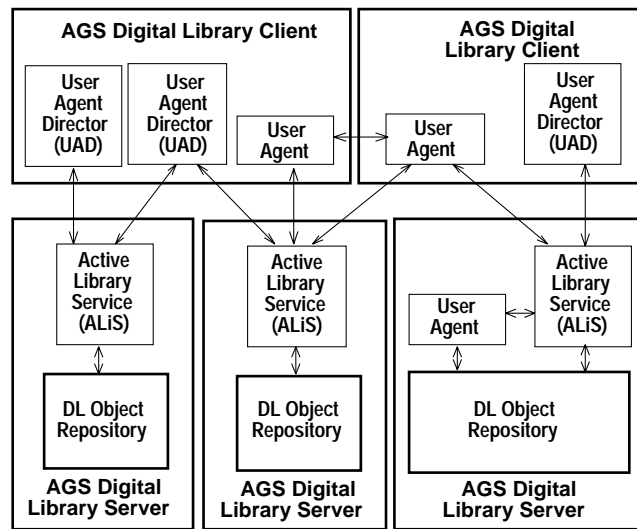 AGS Digital Library Client
User
Agent
Director
(UAD)
User
Agent
Director
(UAD)
User
Agent
AGS Digital
Library Client
User
Agent
User
Agent
Director
(UAD)
Active
Library
Service
(ALiS)
DL Object
Repository
AGS Digital
Library Server
Active
Library
Service
(ALiS)
DL Object
Repository
AGS Digital
Library Server
User
Agent
Active
Library
Service
(ALiS)
DL Object
Repository
AGS Digital
Library Server